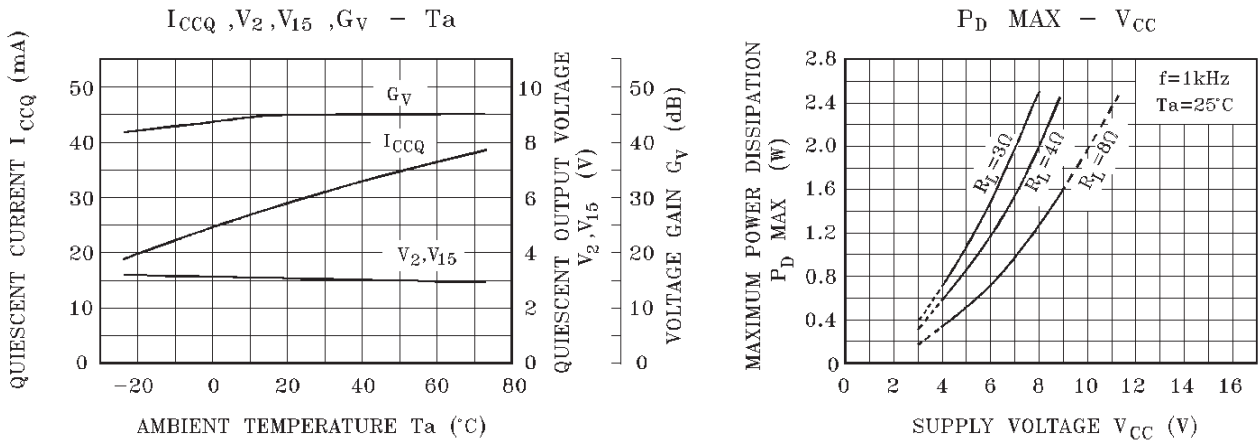 I_CCQ ,V_2,V_15 ,G_V − Ta
QUIESCENT CURRENT I_CCQ (mA)
50
40
30
20
10
0
−20 0 20 40 60 80
AMBIENT TEMPERATURE Ta (°C)
G_V
I_CCQ
V_2,V_15
10
8
6
4
2
0
QUIESCENT OUTPUT VOLTAGE
V_2,V_15 (V)
50
40
30
20
10
0
VOLTAGE GAIN G_V (dB)
P_D MAX − V_CC
MAXIMUM POWER DISSIPATION
P_D MAX (W)
2.8
2.4
2.0
1.6
1.2
0.8
0.4
0
f=1kHz
Ta=25°C
R_L=3Ω
R_L=4Ω
R_L=8Ω
0 2 4 6 8 10 12 14 16
SUPPLY VOLTAGE V_CC (V)